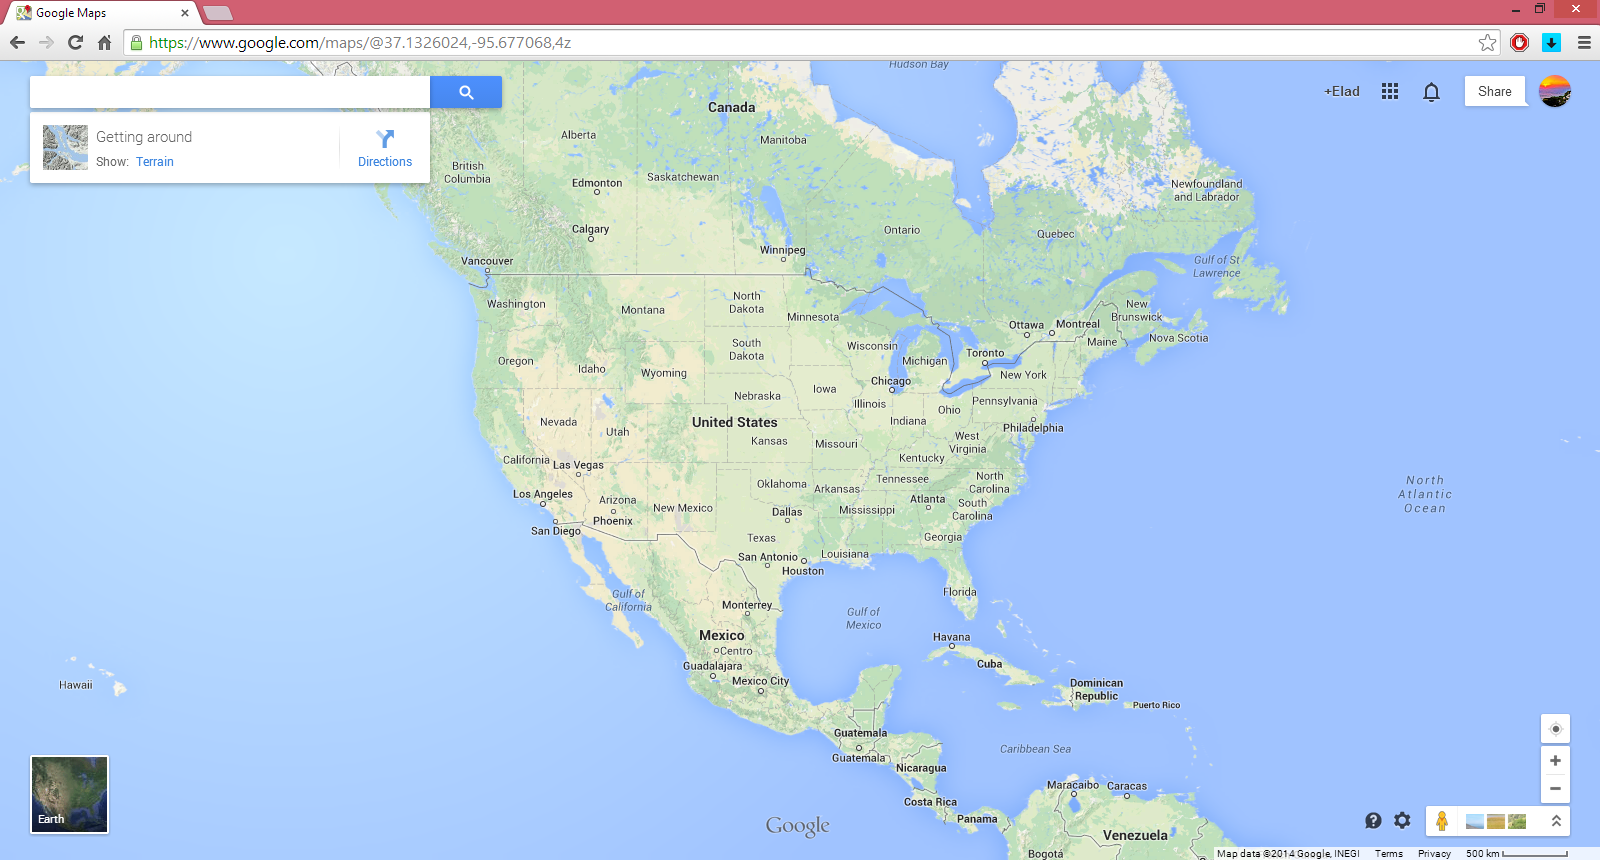 Google Maps
https://www.google.com/maps/@37.1326024,-95.677068,4z
Hudson Bay
+Elad
Share
Getting around
Show: Terrain
Directions
Canada
Alberta
Manitoba
British
Columbia
Saskatchewan
Edmonton
Newfoundland
and Labrador
Calgary
Ontario
Quebec
Winnipeg
Vancouver
Gulf of St
Lawrence
Washington
North
Dakota
Montana
Minnesota
New
Brunswick
Ottawa
Montreal
Nova Scotia
Maine
South
Dakota
Wisconsin
Michigan
Toronto
Oregon
Idaho
Wyoming
Chicago
New York
Iowa
Nebraska
Illinois
Ohio
Pennsylvania
Nevada
Utah
United States
Indiana
Philadelphia
Kansas
Missouri
West
Virginia
California
Las Vegas
Kentucky
Oklahoma
Arkansas
Tennessee
North
Carolina
North
Atlantic
Ocean
Los Angeles
Arizona
New Mexico
Atlanta
South
Carolina
Phoenix
Dallas
Mississippi
San Diego
Texas
Georgia
San Antonio
Louisiana
Houston
Gulf of
California
Florida
Monterrey
Gulf of
Mexico
Mexico
Havana
Centro
Guadalajara
Cuba
Mexico City
Hawaii
Dominican
Republic
Puerto Rico
Guatemala
Guatemala
Caribbean Sea
Nicaragua
Maracaibo
Caracas
Costa Rica
Panama
Earth
Google
Venezuela
Bogotá
Map data ©2014 Google, INEGI
Terms
Privacy
500 km